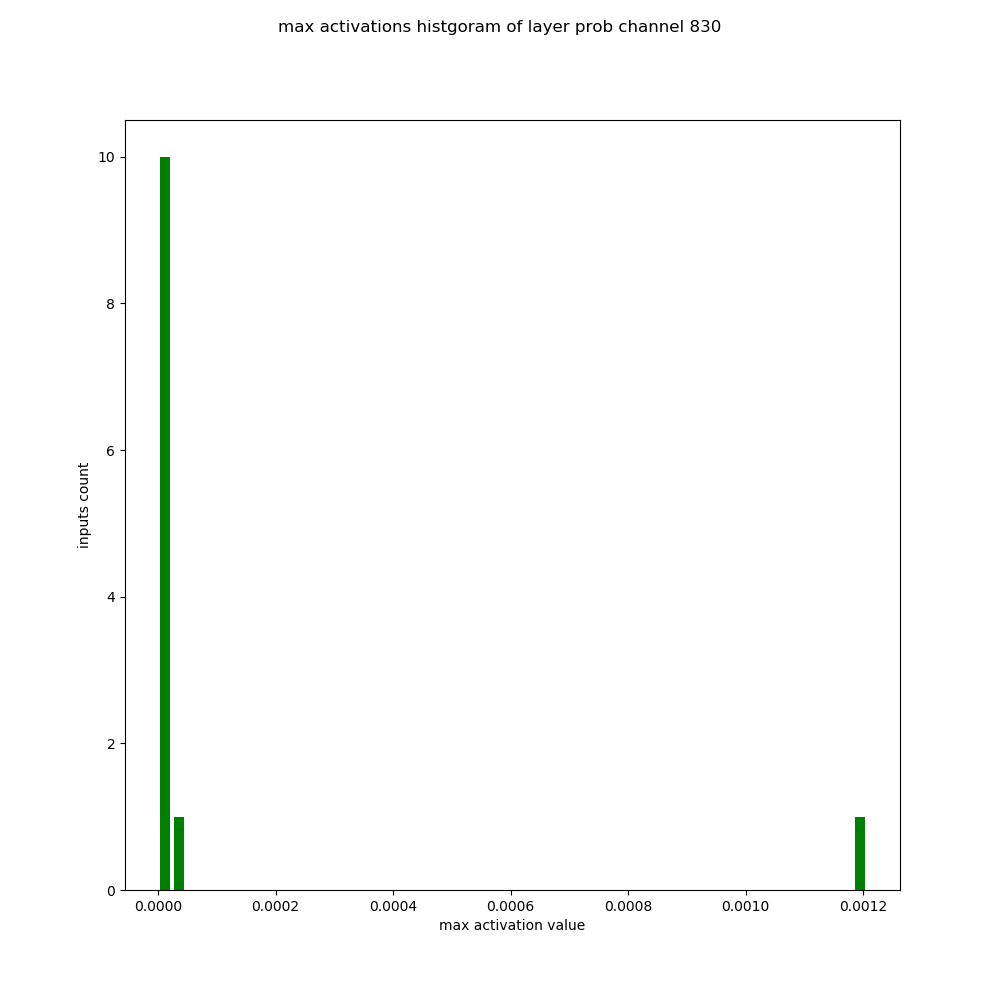 max activations histgoram of layer prob channel 830
10
8
6
4
2
0
inputs count
0.0000 0.0002 0.0004 0.0006 0.0008 0.0010 0.0012
max activation value